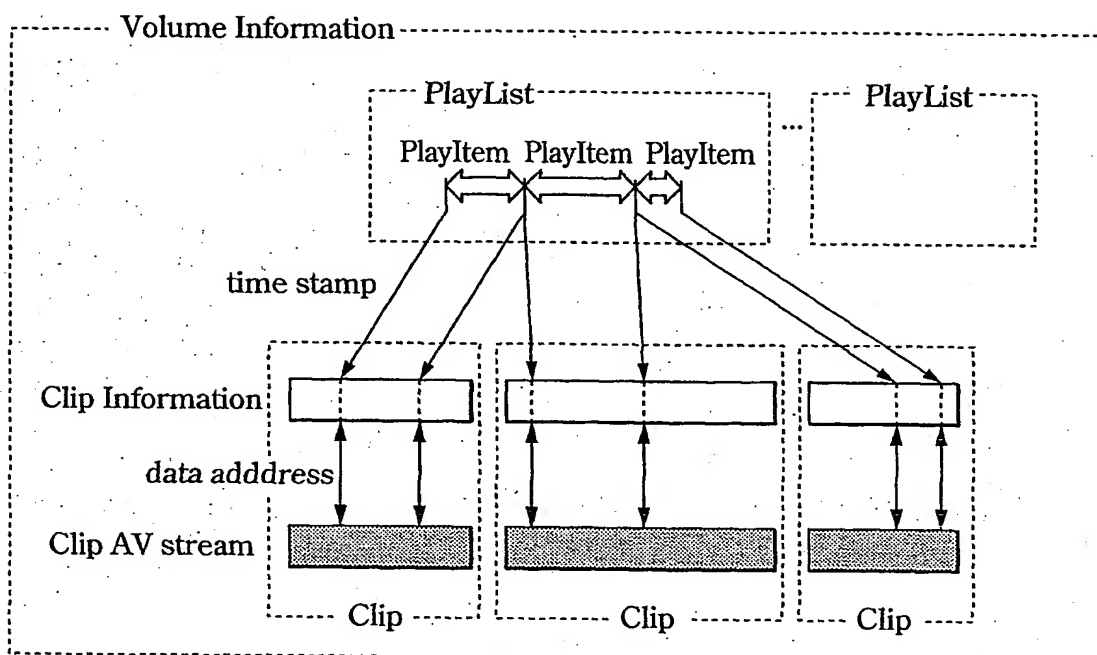 Volume Information
PlayList
PlayList
...
PlayItem PlayItem PlayItem
time stamp
Clip Information
data adddress
Clip AV stream
Clip
Clip
Clip